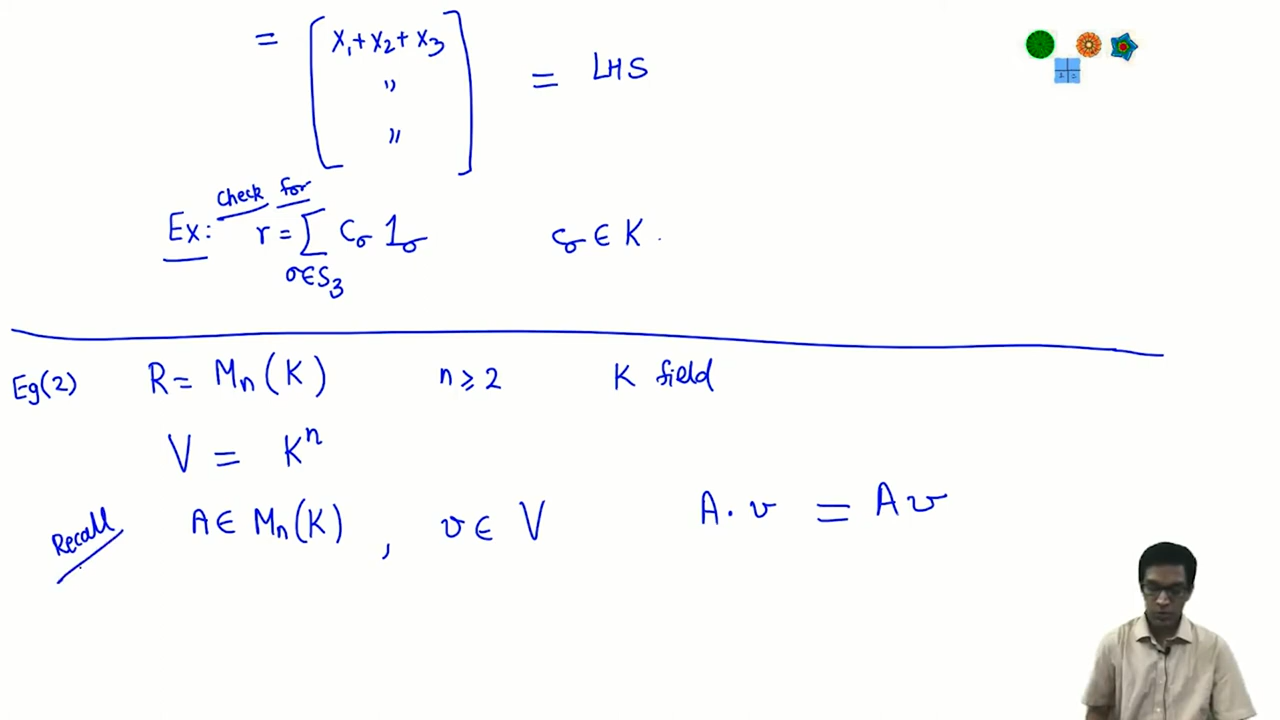 = [ x₁+x₂+x₃ ] = LHS
"
"
Ex: check for
r = ∑ c_σ 1_σ c_σ ∈ K .
σ∈S₃
Eg(2) R = Mₙ(K) n ≥ 2 K field
V = Kⁿ
Recall A ∈ Mₙ(K) , v ∈ V A · v = Av